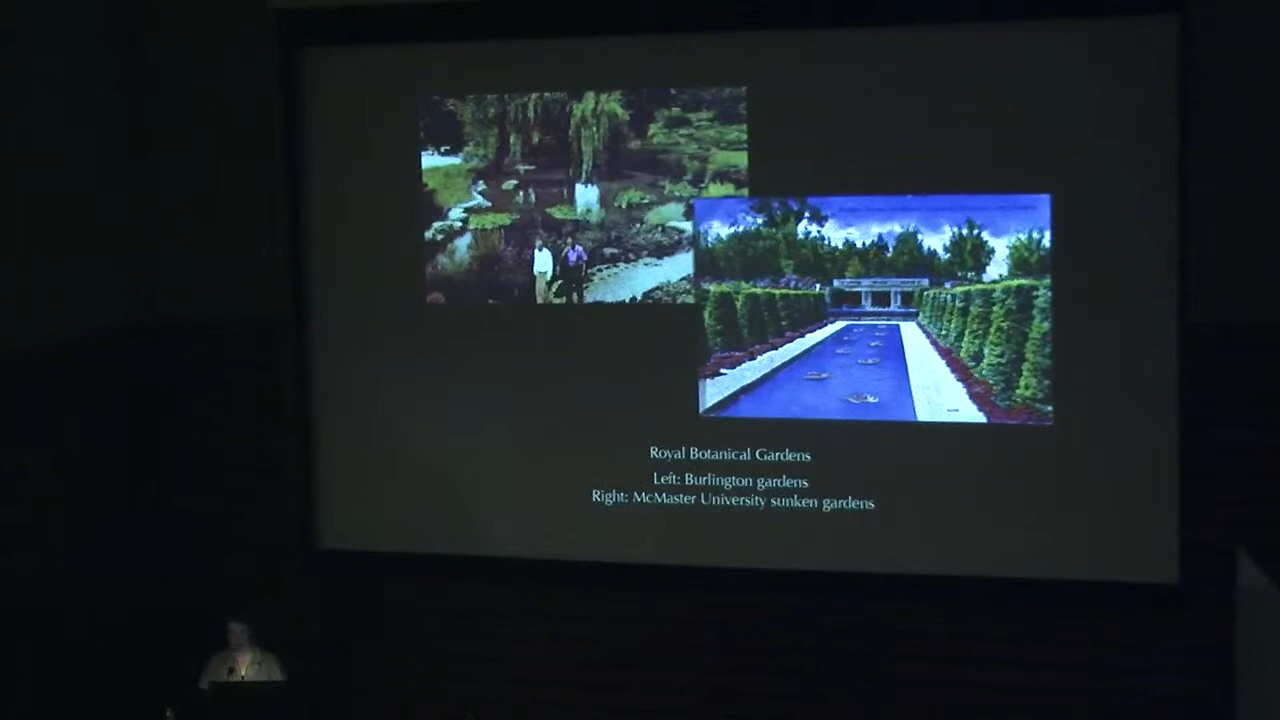 Royal Botanical Gardens
Left: Burlington gardens
Right: McMaster University sunken gardens